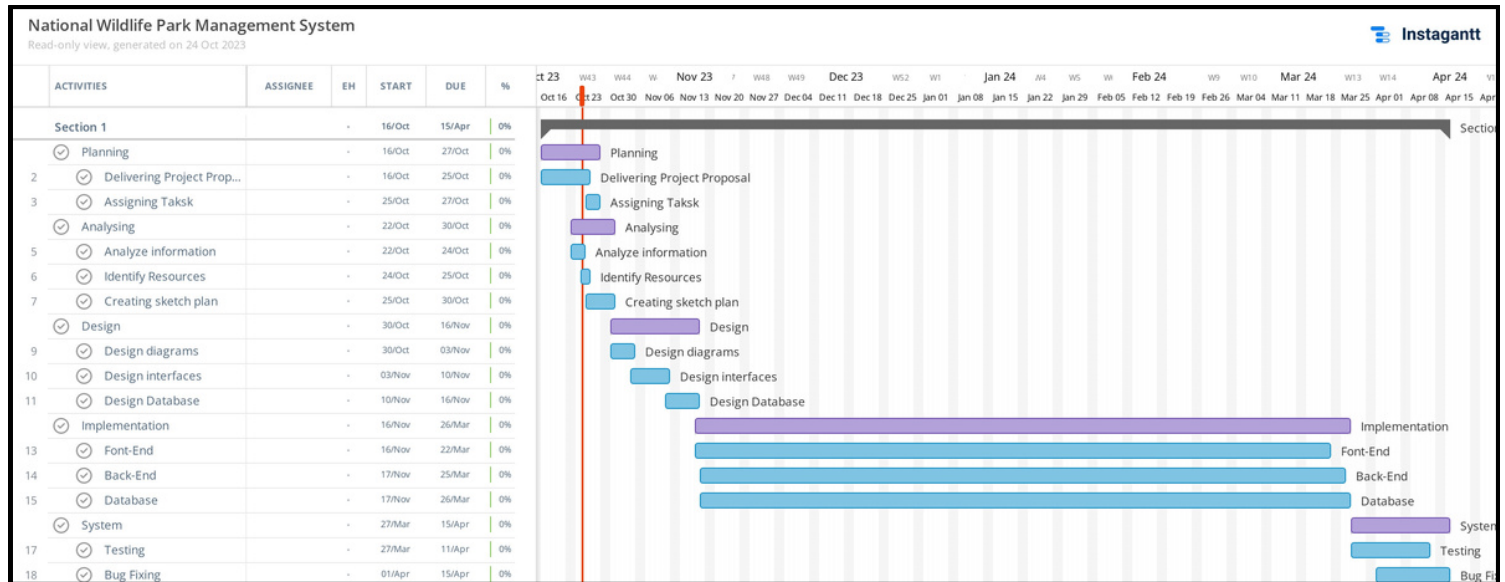 National Wildlife Park Management System
Read-only view, generated on 24 Oct 2023
Instagantt
ACTIVITIES ASSIGNEE EH START DUE %
ct 23 W43 W44 W Nov 23 W48 W49 Dec 23 W52 W1 Jan 24 W4 W5 W Feb 24 W9 W10 Mar 24 W13 W14 Apr 24
Oct 16 Oct 23 Oct 30 Nov 06 Nov 13 Nov 20 Nov 27 Dec 04 Dec 11 Dec 18 Dec 25 Jan 01 Jan 08 Jan 15 Jan 22 Jan 29 Feb 05 Feb 12 Feb 19 Feb 26 Mar 04 Mar 11 Mar 18 Mar 25 Apr 01 Apr 08 Apr 15 Apr
Section 1 - 16/Oct 15/Apr 0% Section
Planning - 16/Oct 27/Oct 0% Planning
2 Delivering Project Prop... - 16/Oct 25/Oct 0% Delivering Project Proposal
3 Assigning Taksk - 25/Oct 27/Oct 0% Assigning Taksk
Analysing - 22/Oct 30/Oct 0% Analysing
5 Analyze information - 22/Oct 24/Oct 0% Analyze information
6 Identify Resources - 24/Oct 25/Oct 0% Identify Resources
7 Creating sketch plan - 25/Oct 30/Oct 0% Creating sketch plan
Design - 30/Oct 16/Nov 0% Design
9 Design diagrams - 30/Oct 03/Nov 0% Design diagrams
10 Design interfaces - 03/Nov 10/Nov 0% Design interfaces
11 Design Database - 10/Nov 16/Nov 0% Design Database
Implementation - 16/Nov 26/Mar 0% Implementation
13 Font-End - 16/Nov 22/Mar 0% Font-End
14 Back-End - 17/Nov 25/Mar 0% Back-End
15 Database - 17/Nov 26/Mar 0% Database
System - 27/Mar 15/Apr 0% System
17 Testing - 27/Mar 11/Apr 0% Testing
18 Bug Fixing - 01/Apr 15/Apr 0% Bug Fi